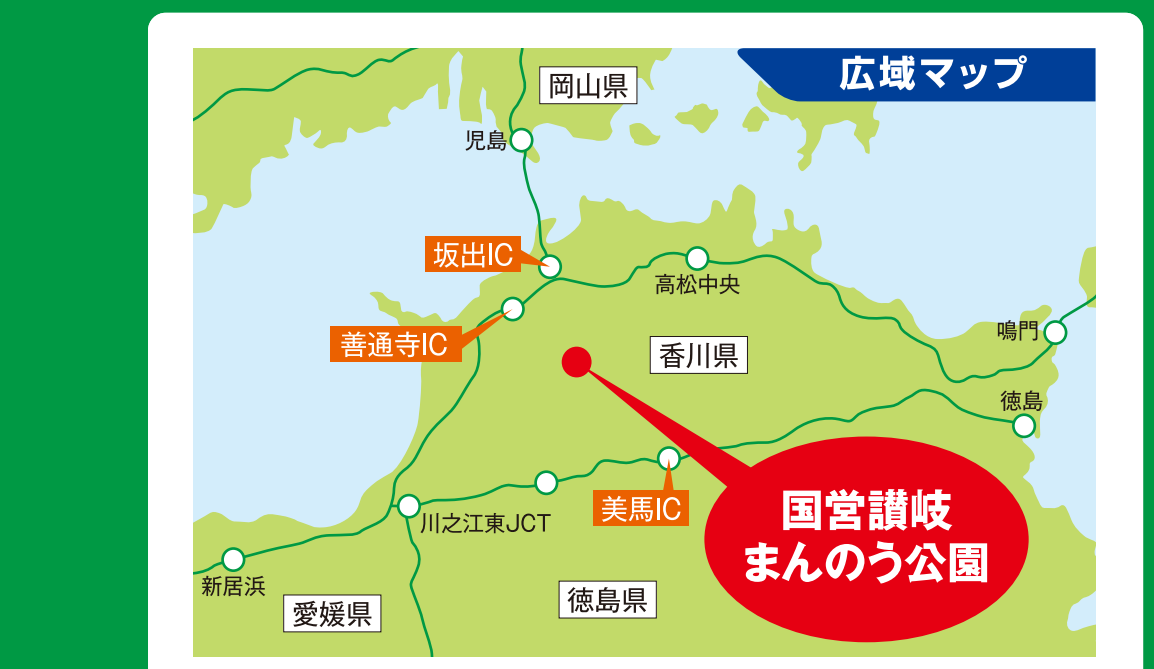 広域マップ
岡山県
児島
坂出IC
高松中央
善通寺IC
鳴門
香川県
徳島
美馬IC
国営讃岐
まんのう公園
川之江東JCT
新居浜
愛媛県
徳島県